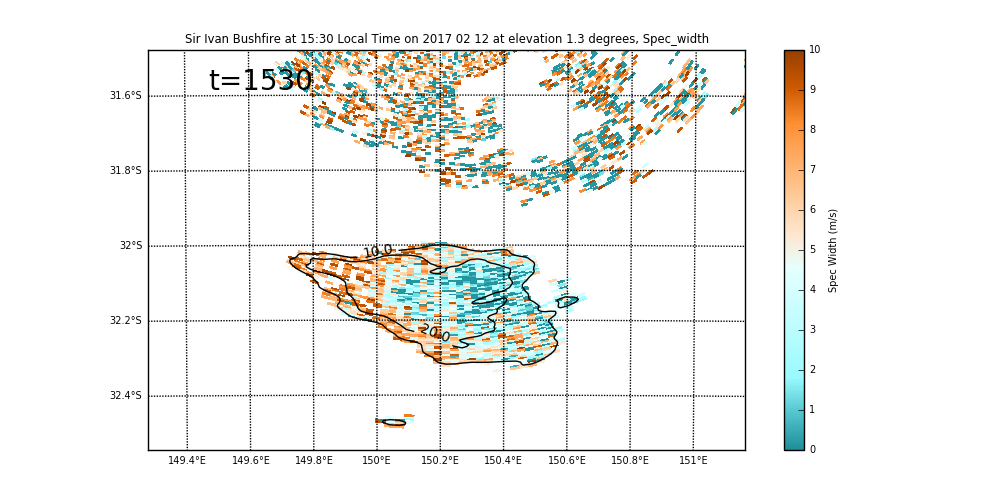 Sir Ivan Bushfire at 15:30 Local Time on 2017 02 12 at elevation 1.3 degrees, Spec_width
t=1530
31.6°S
31.8°S
32°S
32.2°S
32.4°S
10.0
20.0
149.4°E 149.6°E 149.8°E 150°E 150.2°E 150.4°E 150.6°E 150.8°E 151°E
10
9
8
7
6
5
4
3
2
1
0
Spec Width (m/s)